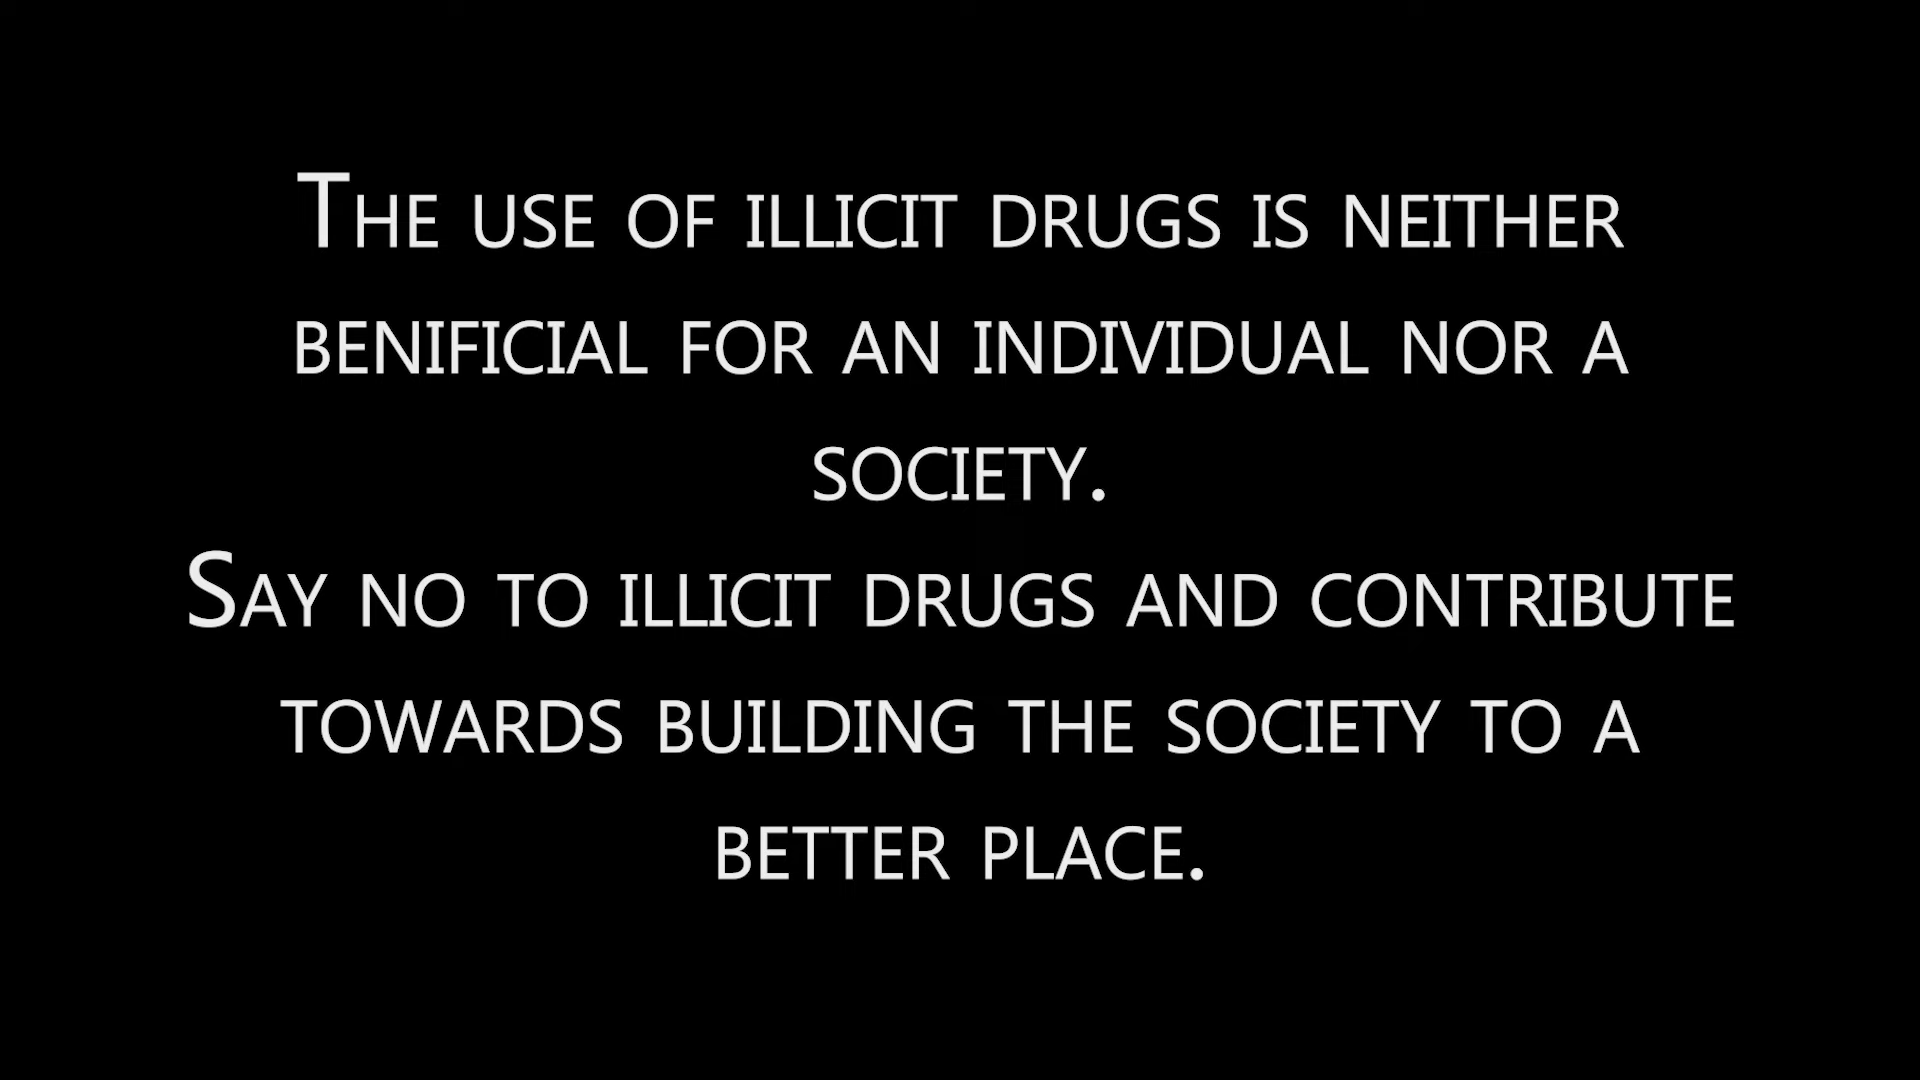 The use of illicit drugs is neither
benificial for an individual nor a
society.
Say no to illicit drugs and contribute
towards building the society to a
better place.